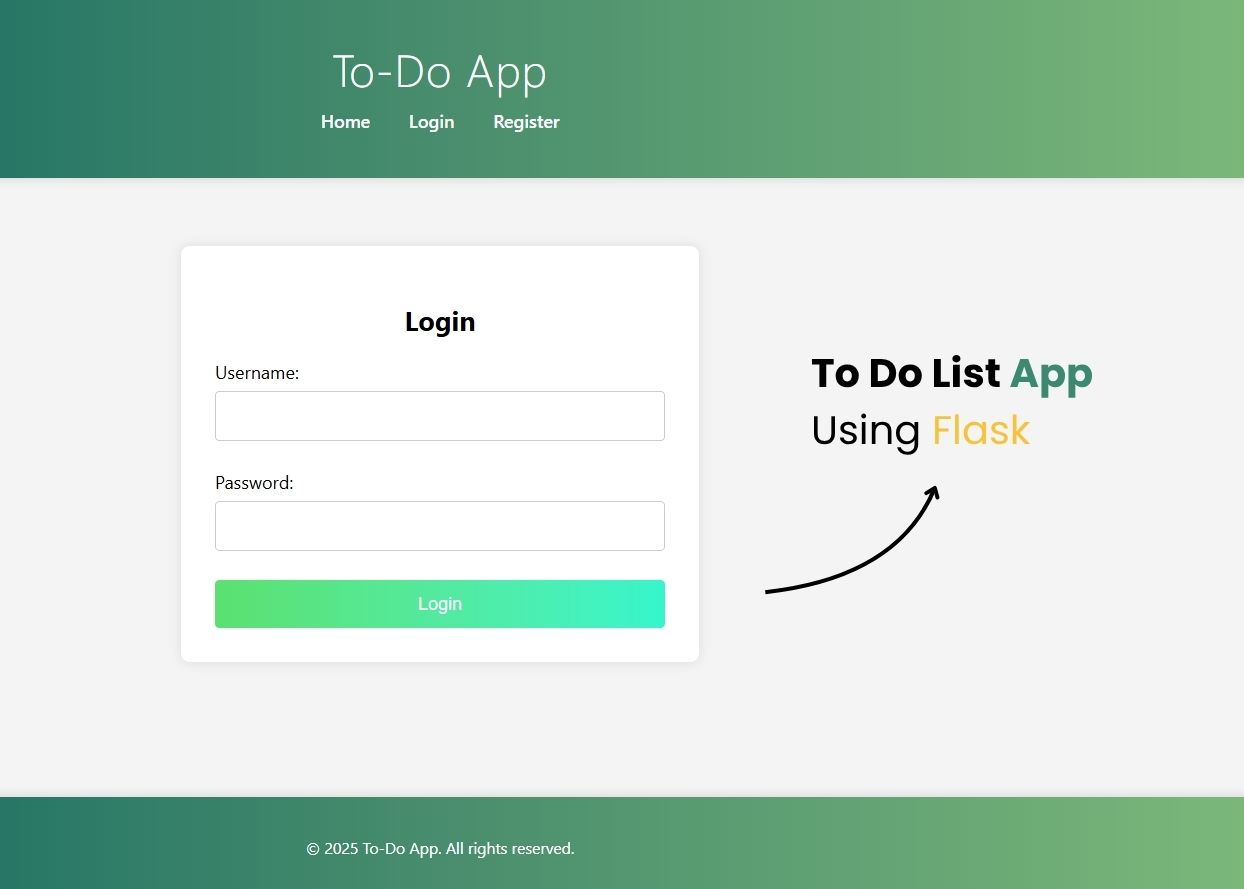 To-Do App
Home Login Register
Login
Username:
Password:
Login
To Do List App
Using Flask
© 2025 To-Do App. All rights reserved.